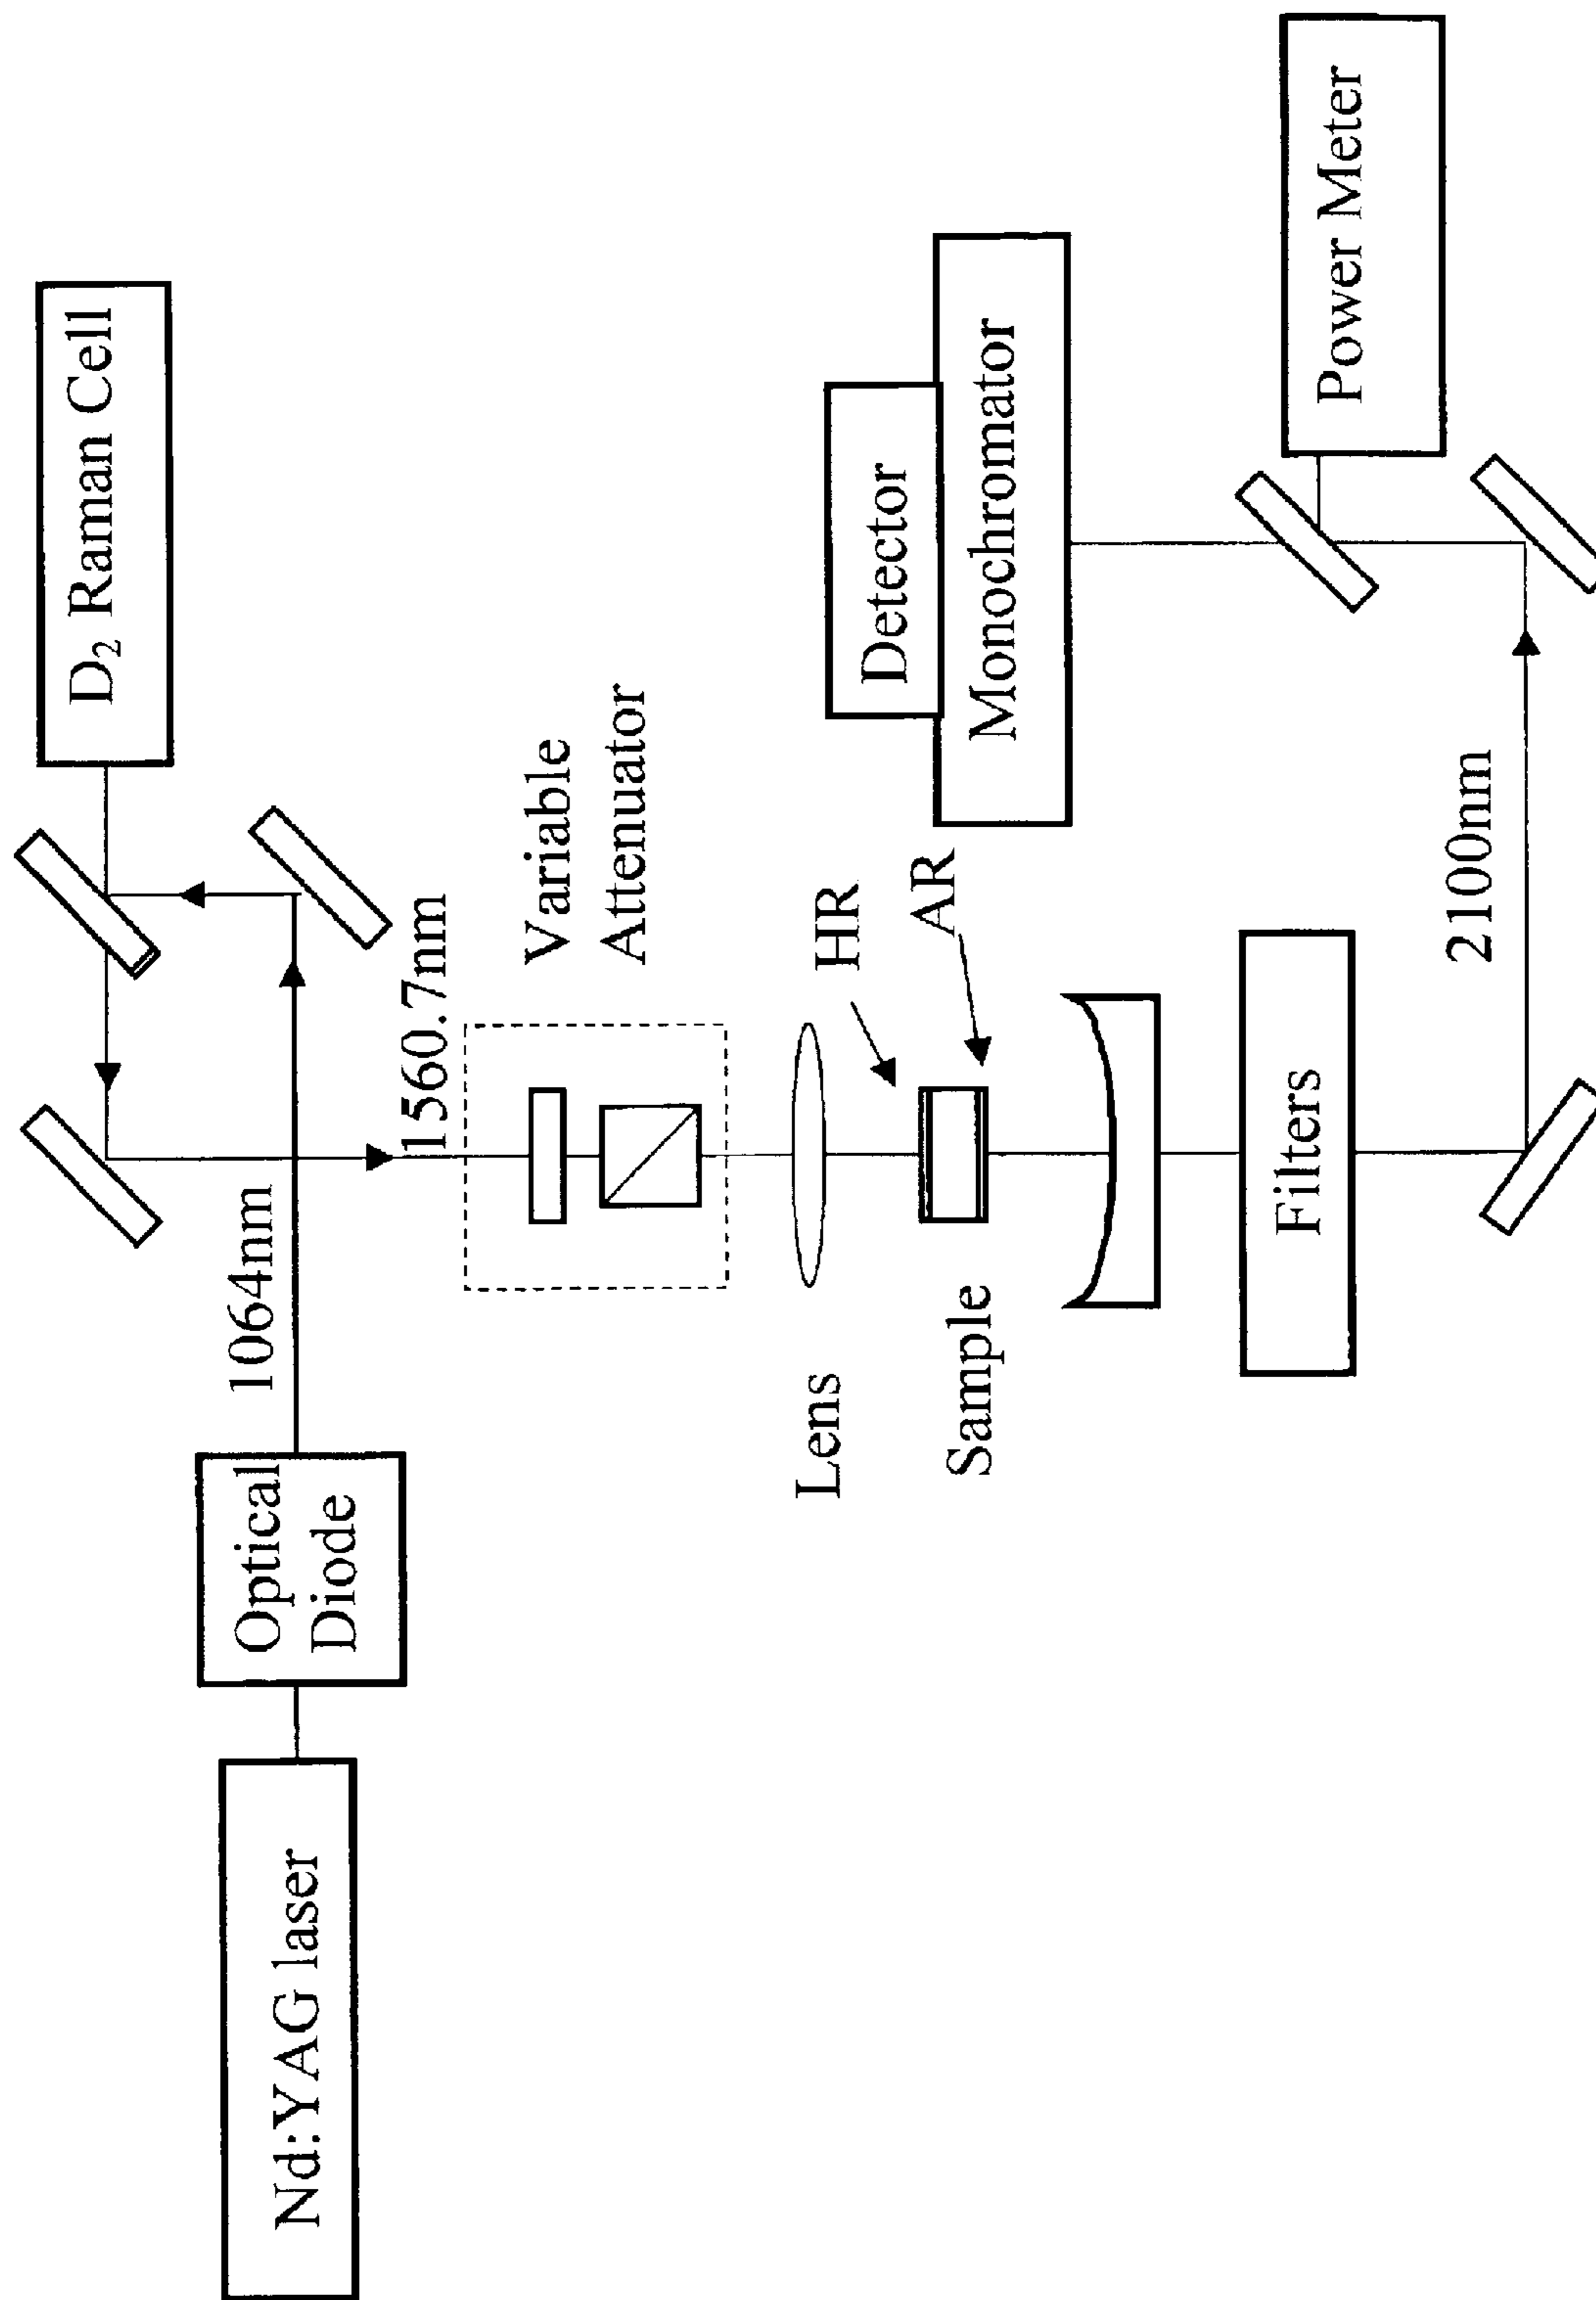 Nd:YAG laser
Optical
Diode
1064nm
D₂ Raman Cell
1560.7nm
Variable
Attenuator
Lens
HR
Sample
AR
Detector
Monochromator
Filters
2100nm
Power Meter